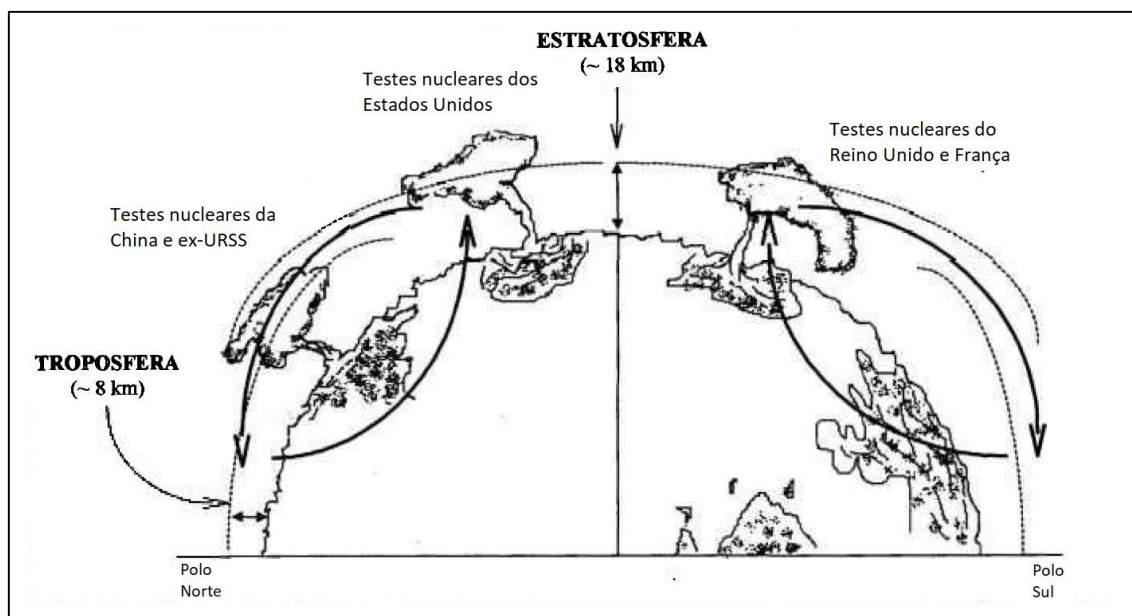 ESTRATOSFERA
(~ 18 km)
Testes nucleares dos
Estados Unidos
Testes nucleares do
Reino Unido e França
Testes nucleares da
China e ex-URSS
TROPOSFERA
(~ 8 km)
f d
Polo
Norte
Polo
Sul